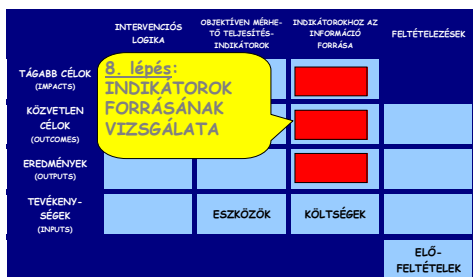 INTERVENCIÓS
LOGIKA
OBJEKTÍVEN MÉRHE-
TŐ TELJESÍTÉS-
INDIKÁTOROK
INDIKÁTOROKHOZ AZ
INFORMÁCIÓ
FORRÁSA
FELTÉTELEZÉSEK
TÁGABB CÉLOK
(IMPACTS)
8. lépés:
INDIKÁTOROK
FORRÁSÁNAK
VIZSGÁLATA
KÖZVETLEN
CÉLOK
(OUTCOMES)
EREDMÉNYEK
(OUTPUTS)
TEVÉKENY-
SÉGEK
(INPUTS)
ESZKÖZÖK
KÖLTSÉGEK
ELŐ-
FELTÉTELEK